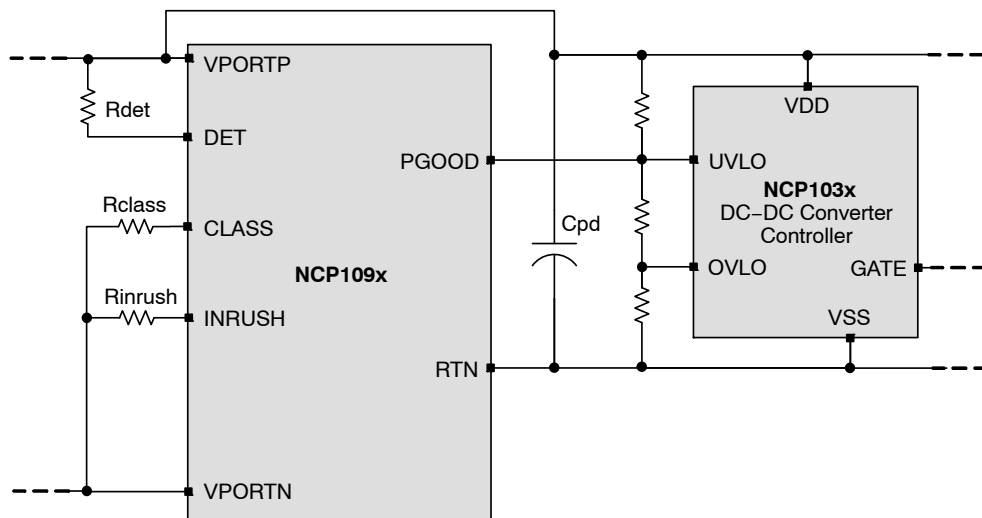 VPORTP
Rdet
DET
VDD
PGOOD
UVLO
NCP103x
DC−DC Converter
Controller
Rclass
CLASS
Cpd
NCP109x
OVLO
GATE
Rinrush
INRUSH
VSS
RTN
VPORTN